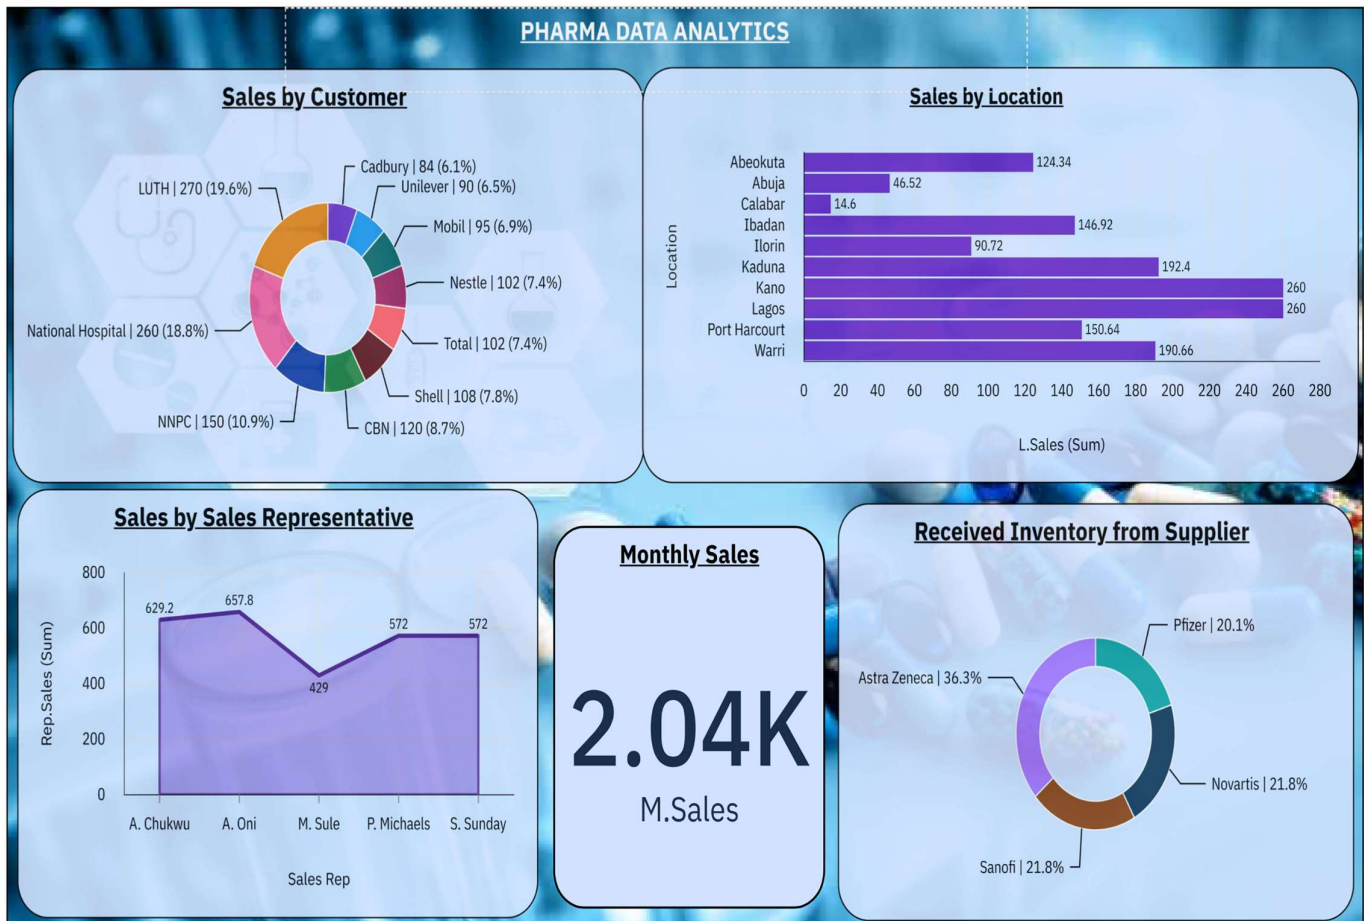 PHARMA DATA ANALYTICS
Sales by Customer
Cadbury | 84 (6.1%)
Unilever | 90 (6.5%)
LUTH | 270 (19.6%)
Mobil | 95 (6.9%)
Nestle | 102 (7.4%)
National Hospital | 260 (18.8%)
Total | 102 (7.4%)
Shell | 108 (7.8%)
NNPC | 150 (10.9%)
CBN | 120 (8.7%)
Sales by Location
Location
Abeokuta 124.34
Abuja 46.52
Calabar 14.6
Ibadan 146.92
Ilorin 90.72
Kaduna 192.4
Kano 260
Lagos 260
Port Harcourt 150.64
Warri 190.66
0 20 40 60 80 100 120 140 160 180 200 220 240 260 280
L.Sales (Sum)
Sales by Sales Representative
Rep.Sales (Sum)
800
600
400
200
0
629.2
657.8
429
572
572
A. Chukwu A. Oni M. Sule P. Michaels S. Sunday
Sales Rep
Monthly Sales
2.04K
M.Sales
Received Inventory from Supplier
Pfizer | 20.1%
Astra Zeneca | 36.3%
Novartis | 21.8%
Sanofi | 21.8%